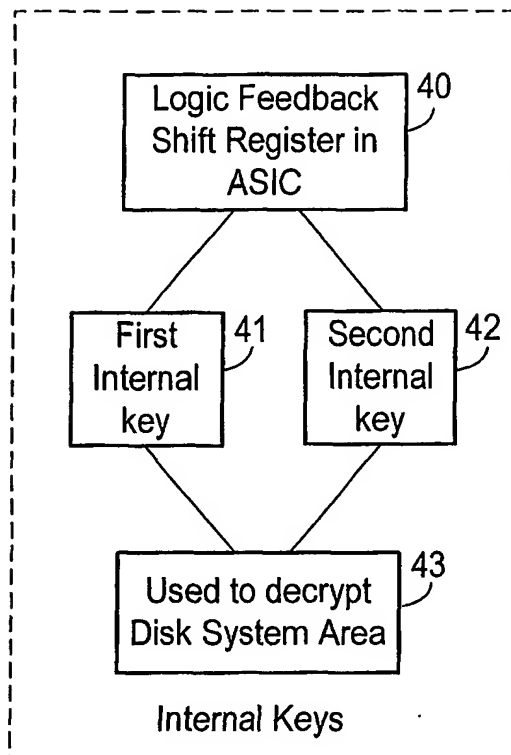 Logic Feedback
Shift Register in
ASIC
40
First
Internal
key
41
Second
Internal
key
42
Used to decrypt
Disk System Area
43
Internal Keys